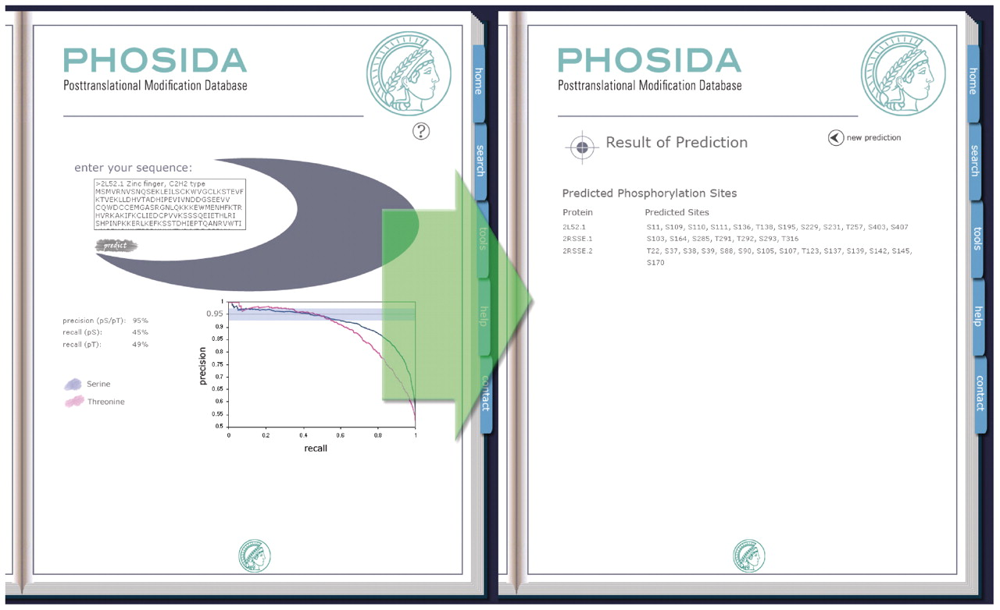 PHOSIDA
Posttranslational Modification Database
home
search
tools
help
contact
?
enter your sequence:
>2L52.1 Zinc finger, C2H2 type
MSMVRNVSNQSEKLEILSCKWVGCLKSTEVF
KTVEKLLDHVTADHIPEVIVNDDGSEEVV
CQWDCCEMGASRGNLQKKKEWMENHFKTR
HVRKAKIFKCLIEDCPVVKSSSQEIETHLRI
SHPINPKKERLKEFKSSTDHIEPTQANRVWTI
predict
precision (pS/pT): 95%
recall (pS): 45%
recall (pT): 49%
Serine
Threonine
precision
1
0.95
0.9
0.85
0.8
0.75
0.7
0.65
0.6
0.55
0.5
0 0.2 0.4 0.6 0.8 1
recall
PHOSIDA
Posttranslational Modification Database
home
search
tools
help
contact
Result of Prediction
new prediction
Predicted Phosphorylation Sites
Protein Predicted Sites
2L52.1 S11, S109, S110, S111, S136, T138, S195, S229, S231, T257, S403, S407
2RSSE.1 S103, S164, S285, T291, T292, S293, T316
2RSSE.2 T22, S37, S38, S39, S88, S90, S105, S107, T123, S137, S139, S142, S145,
S170